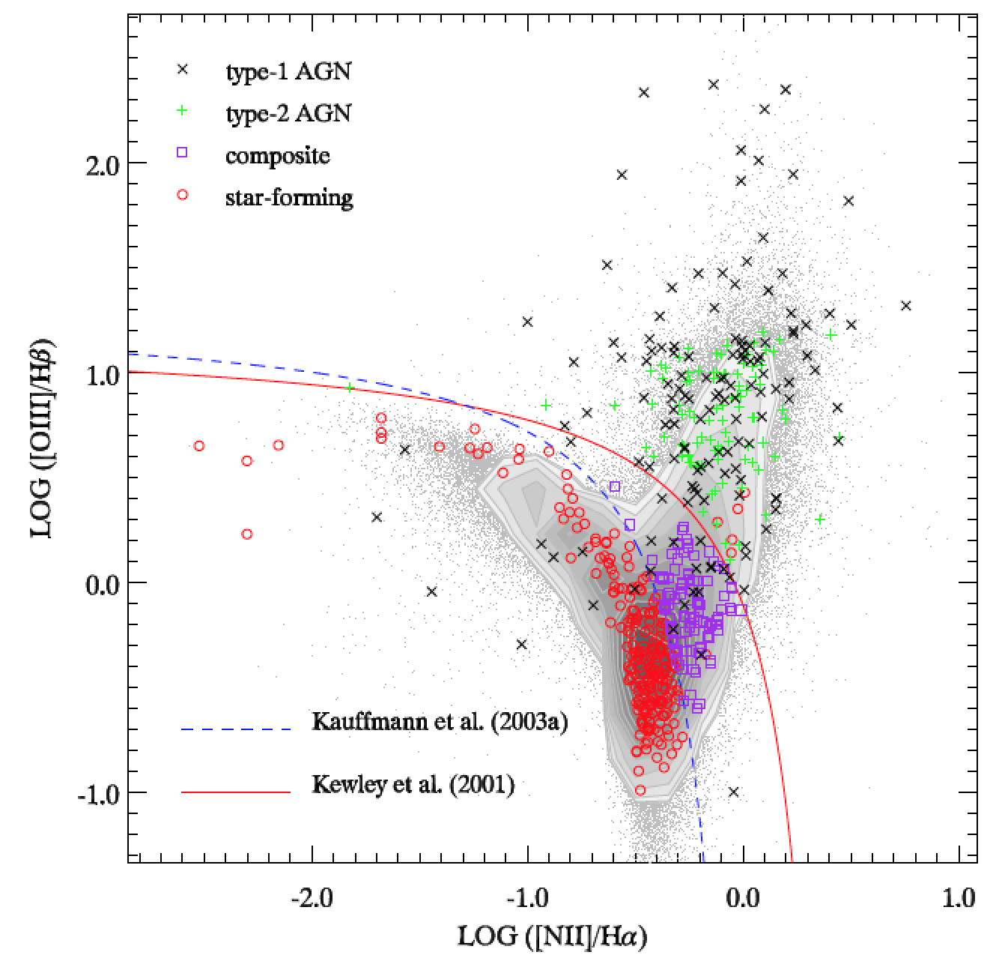 type-1 AGN
type-2 AGN
composite
star-forming
2.0
1.0
0.0
-1.0
LOG ([OIII]/Hβ)
Kauffmann et al. (2003a)
Kewley et al. (2001)
-2.0 -1.0 0.0 1.0
LOG ([NII]/Hα)